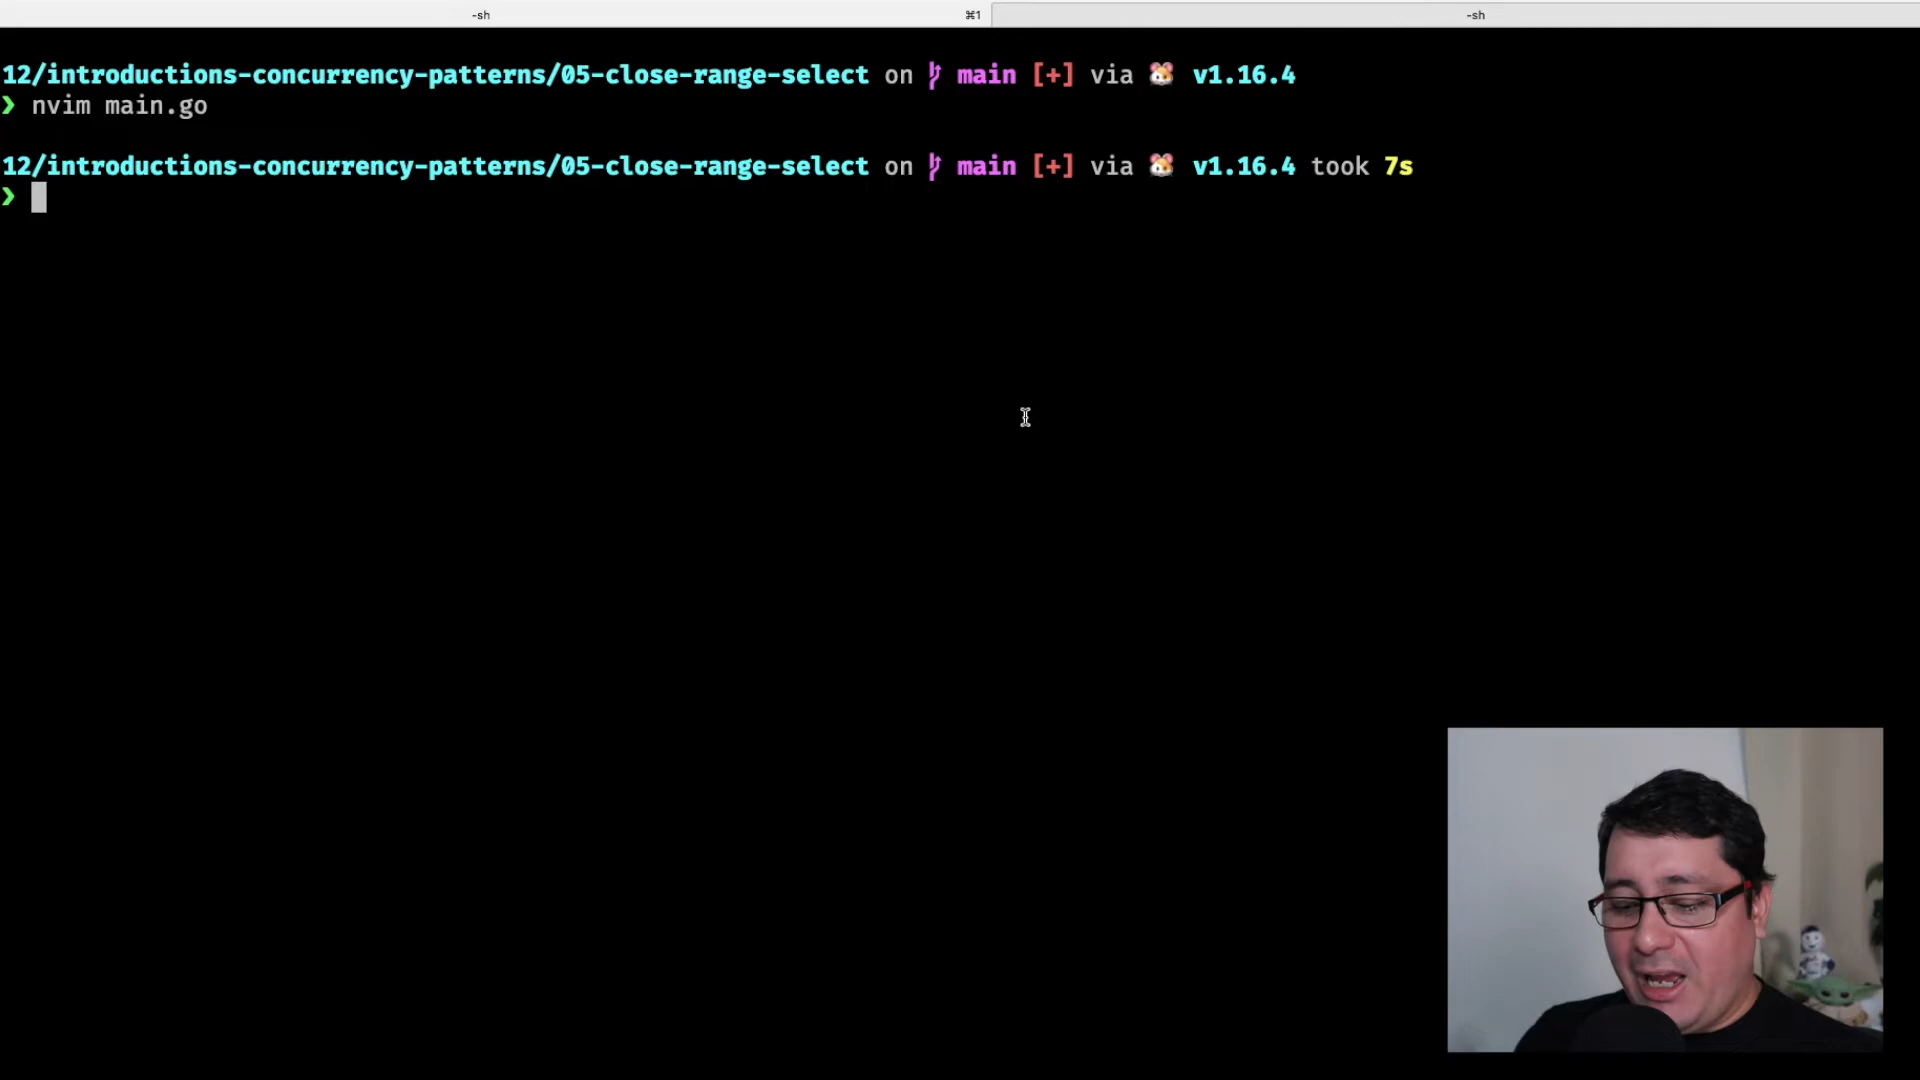 -sh ⌘1 -sh
12/introductions-concurrency-patterns/05-close-range-select on main [+] via 🐹 v1.16.4
❯ nvim main.go
12/introductions-concurrency-patterns/05-close-range-select on main [+] via 🐹 v1.16.4 took 7s
❯